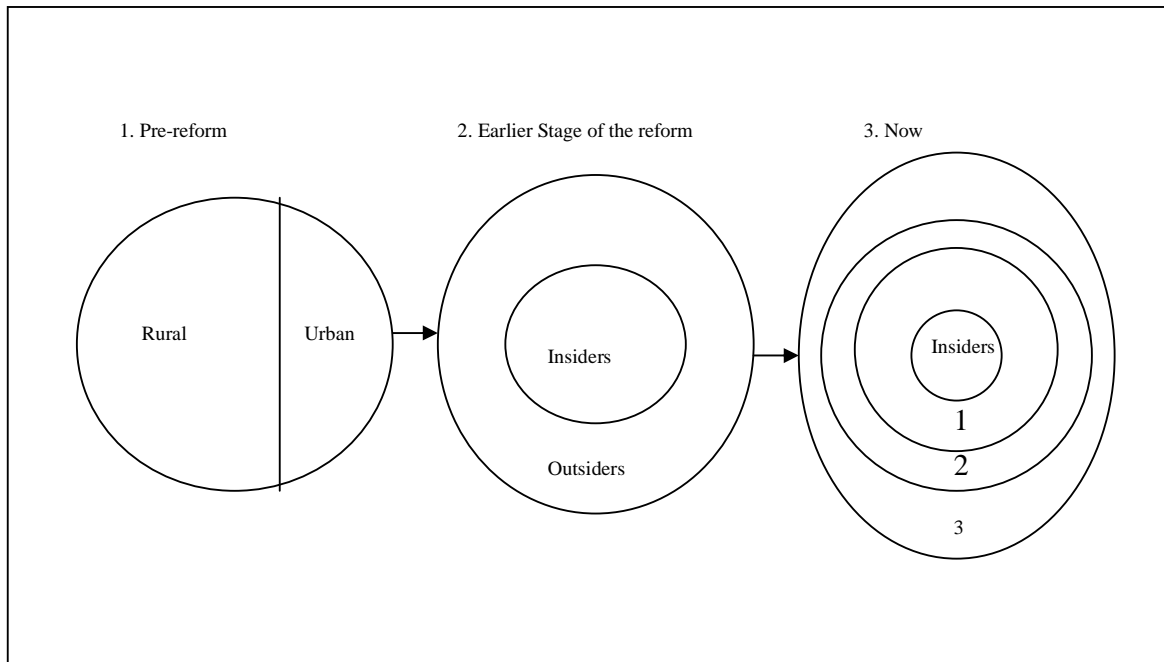 1. Pre-reform
2. Earlier Stage of the reform
3. Now
Rural
Urban
Insiders
Outsiders
Insiders
1
2
3